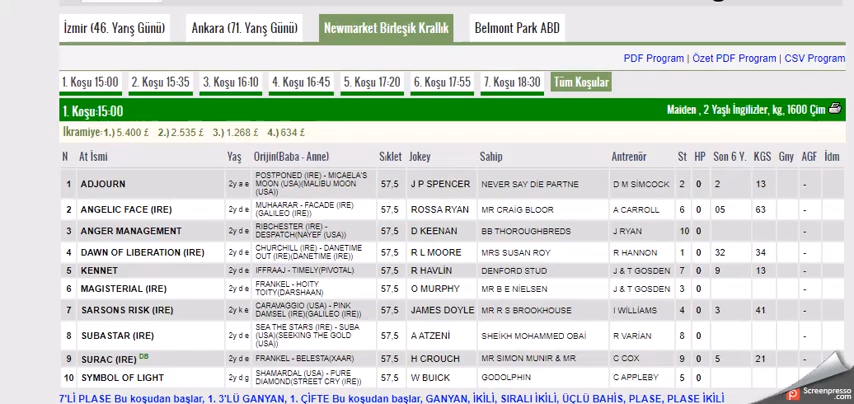 İzmir (46. Yarış Günü) Ankara (71. Yarış Günü) Newmarket Birleşik Krallık Belmont Park ABD
PDF Program | Özet PDF Program | CSV Program
1. Koşu 15:00 2. Koşu 15:35 3. Koşu 16:10 4. Koşu 16:45 5. Koşu 17:20 6. Koşu 17:55 7. Koşu 18:30 Tüm Koşular
1. Koşu:15:00 Maiden , 2 Yaşlı İngilizler, kg, 1600 Çim
İkramiye: 1.) 5.400 £ 2.) 2.535 £ 3.) 1.268 £ 4.) 634 £
N At İsmi Yaş Orijin(Baba - Anne) Sıklet Jokey Sahip Antrenör St HP Son 6 Y. KGS Gny AGF İdm
1 ADJOURN 2y a e POSTPONED (IRE) - MICAELA'S MOON (USA)(MALIBU MOON (USA)) 57,5 J P SPENCER NEVER SAY DIE PARTNE D M SİMCOCK 2 0 2 13 -
2 ANGELIC FACE (IRE) 2y d e MUHAARAR - FACADE (IRE) (GALILEO (IRE)) 57,5 ROSSA RYAN MR CRAİG BLOOR A CARROLL 6 0 05 63 -
3 ANGER MANAGEMENT 2y d e RIBCHESTER (IRE) - DESPATCH(NAYEF (USA)) 57,5 D KEENAN BB THOROUGHBREDS J RYAN 10 0 -
4 DAWN OF LIBERATION (IRE) 2y d e CHURCHILL (IRE) - DANETIME OUT (IRE)(DANETIME (IRE)) 57,5 R L MOORE MRS SUSAN ROY R HANNON 1 0 32 34 -
5 KENNET 2y d e IFFRAAJ - TIMELY(PIVOTAL) 57,5 R HAVLİN DENFORD STUD J & T GOSDEN 7 0 9 13 -
6 MAGISTERIAL (IRE) 2y d e FRANKEL - HOITY TOITY(DARSHAAN) 57,5 O MURPHY MR B E NİELSEN J & T GOSDEN 3 0 -
7 SARSONS RISK (IRE) 2y k e CARAVAGGIO (USA) - PINK DAMSEL (IRE)(GALILEO (IRE)) 57,5 JAMES DOYLE MR R S BROOKHOUSE I WİLLİAMS 4 0 3 41 -
8 SUBASTAR (IRE) 2y d e SEA THE STARS (IRE) - SUBA (USA)(SEEKING THE GOLD (USA)) 57,5 A ATZENİ SHEİKH MOHAMMED OBAİ R VARİAN 8 0 -
9 SURAC (IRE) DB 2y d e FRANKEL - BELESTA(XAAR) 57,5 H CROUCH MR SIMON MUNIR & MR C COX 9 0 5 21 -
10 SYMBOL OF LIGHT 2y d g SHAMARDAL (USA) - PURE DIAMOND(STREET CRY (IRE)) 57,5 W BUICK GODOLPHIN C APPLEBY 5 0 -
7'Lİ PLASE Bu koşudan başlar, 1. 3'LÜ GANYAN, 1. ÇİFTE Bu koşudan başlar, GANYAN, İKİLİ, SIRALI İKİLİ, ÜÇLÜ BAHİS, PLASE, PLASE İKİLİ
Screenpresso
.com